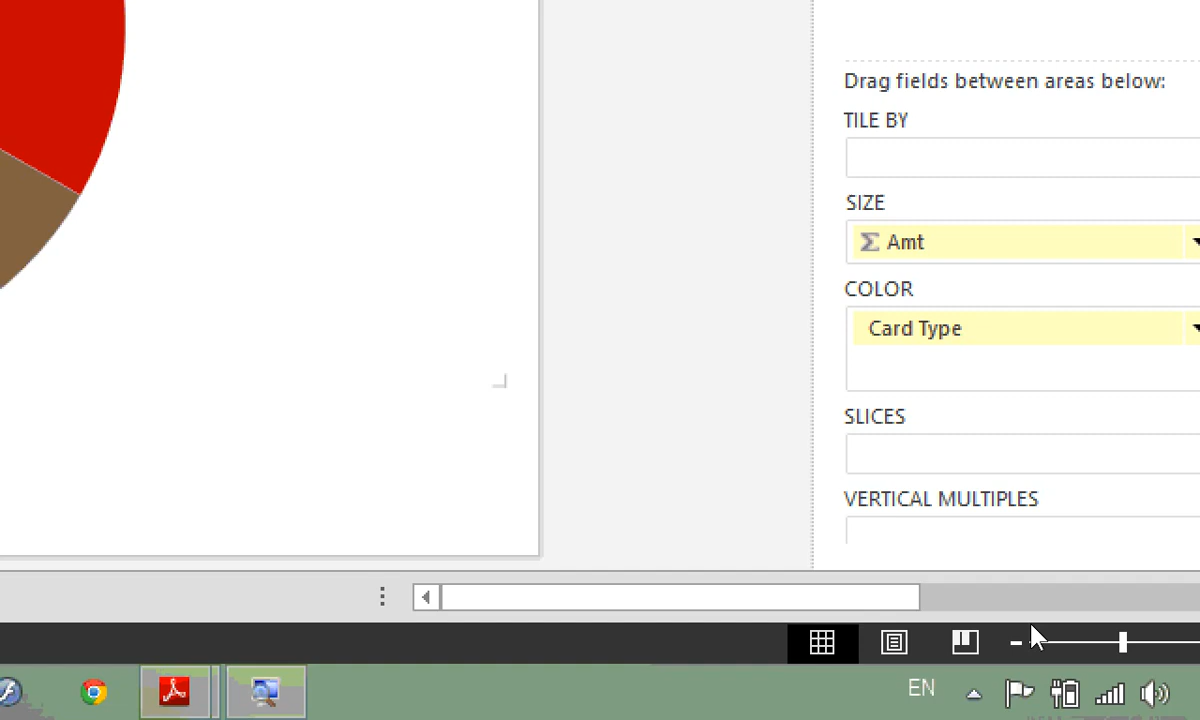 Drag fields between areas below:
TILE BY
SIZE
Σ Amt
COLOR
Card Type
SLICES
VERTICAL MULTIPLES
EN